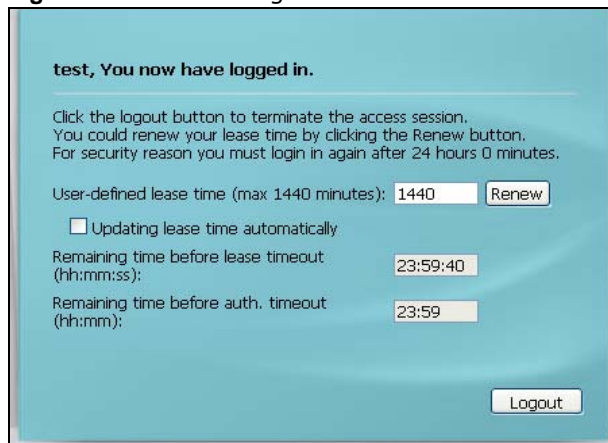 test, You now have logged in.
Click the logout button to terminate the access session.
You could renew your lease time by clicking the Renew button.
For security reason you must login in again after 24 hours 0 minutes.
User-defined lease time (max 1440 minutes): 1440 Renew
Updating lease time automatically
Remaining time before lease timeout
(hh:mm:ss): 23:59:40
Remaining time before auth. timeout
(hh:mm): 23:59
Logout